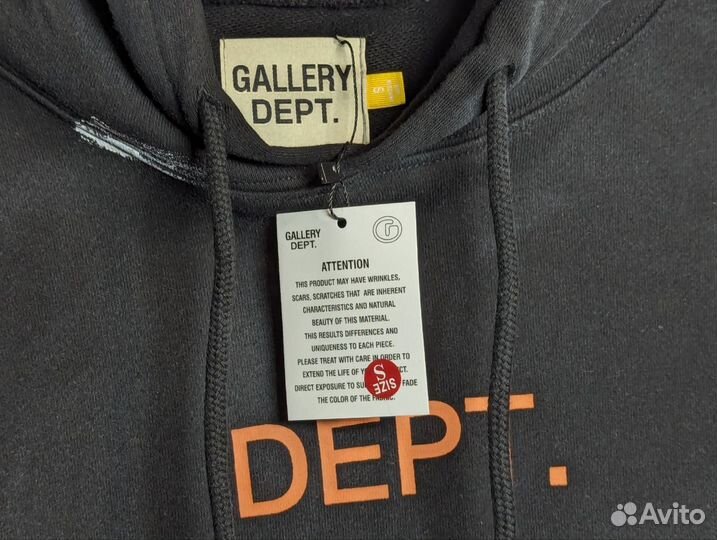 GALLERY
DEPT.
S
GALLERY
DEPT.
G
ATTENTION
THIS PRODUCT MAY HAVE WRINKLES,
SCARS, SCRATCHES THAT ARE INHERENT
CHARACTERISTICS AND NATURAL
BEAUTY OF THIS MATERIAL.
THIS RESULTS DIFFERENCES AND
UNIQUENESS TO EACH PIECE.
PLEASE TREAT WITH CARE IN ORDER TO
EXTEND THE LIFE OF
DIRECT EXPOSURE TO FADE
THE COLOR OF THE
SIZE
S
DEPT.
Avito